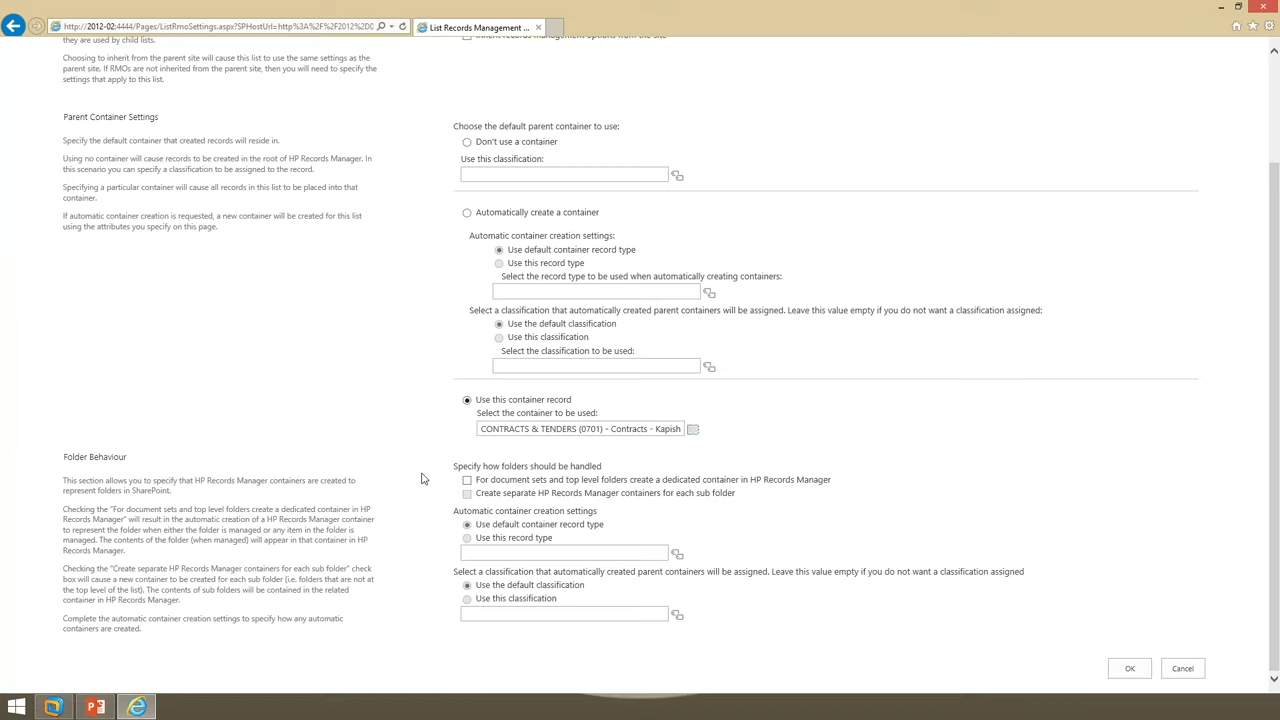 http://2012-02:4444/Pages/ListRmoSettings.aspx?SPHostUrl=http%3A%2F%2F2012%2D0
List Records Management ...
they are used by child lists.
Inherit records management options from the site
Choosing to inherit from the parent site will cause this list to use the same settings as the
parent site. If RMOs are not inherited from the parent site, then you will need to specify the
settings that apply to this list.
Parent Container Settings
Specify the default container that created records will reside in.
Using no container will cause records to be created in the root of HP Records Manager. In
this scenario you can specify a classification to be assigned to the record.
Specifying a particular container will cause all records in this list to be placed into that
container.
If automatic container creation is requested, a new container will be created for this list
using the attributes you specify on this page.
Choose the default parent container to use:
Don't use a container
Use this classification:
Automatically create a container
Automatic container creation settings:
Use default container record type
Use this record type
Select the record type to be used when automatically creating containers:
Select a classification that automatically created parent containers will be assigned. Leave this value empty if you do not want a classification assigned:
Use the default classification
Use this classification
Select the classification to be used:
Use this container record
Select the container to be used:
CONTRACTS & TENDERS (0701) - Contracts - Kapish
Folder Behaviour
This section allows you to specify that HP Records Manager containers are created to
represent folders in SharePoint.
Checking the "For document sets and top level folders create a dedicated container in HP
Records Manager" will result in the automatic creation of a HP Records Manager container
to represent the folder when either the folder is managed or any item in the folder is
managed. The contents of the folder (when managed) will appear in that container in HP
Records Manager.
Checking the "Create separate HP Records Manager containers for each sub folder" check
box will cause a new container to be created for each sub folder (i.e. folders that are not at
the top level of the list). The contents of sub folders will be contained in the related
container in HP Records Manager.
Complete the automatic container creation settings to specify how any automatic
containers are created.
Specify how folders should be handled
For document sets and top level folders create a dedicated container in HP Records Manager
Create separate HP Records Manager containers for each sub folder
Automatic container creation settings
Use default container record type
Use this record type
Select a classification that automatically created parent containers will be assigned. Leave this value empty if you do not want a classification assigned
Use the default classification
Use this classification
OK
Cancel